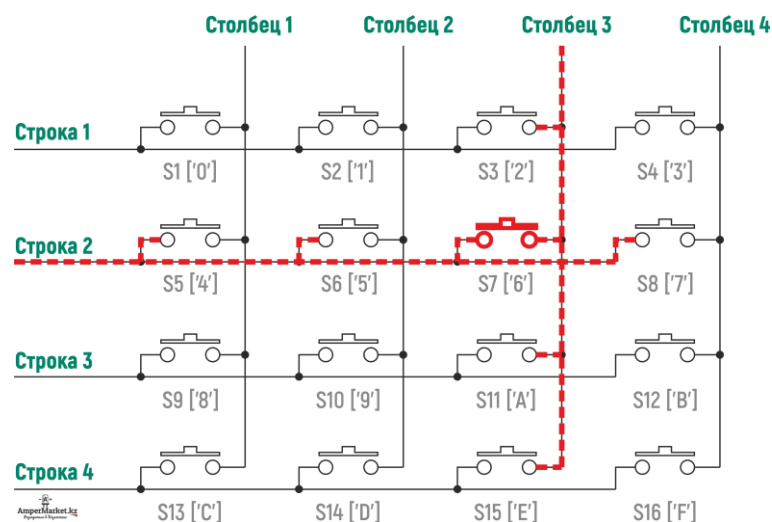 Столбец 1 Столбец 2 Столбец 3 Столбец 4
Строка 1
S1 ['0'] S2 ['1'] S3 ['2'] S4 ['3']
Строка 2
S5 ['4'] S6 ['5'] S7 ['6'] S8 ['7']
Строка 3
S9 ['8'] S10 ['9'] S11 ['A'] S12 ['B']
Строка 4
S13 ['C'] S14 ['D'] S15 ['E'] S16 ['F']
AmperMarket.kz